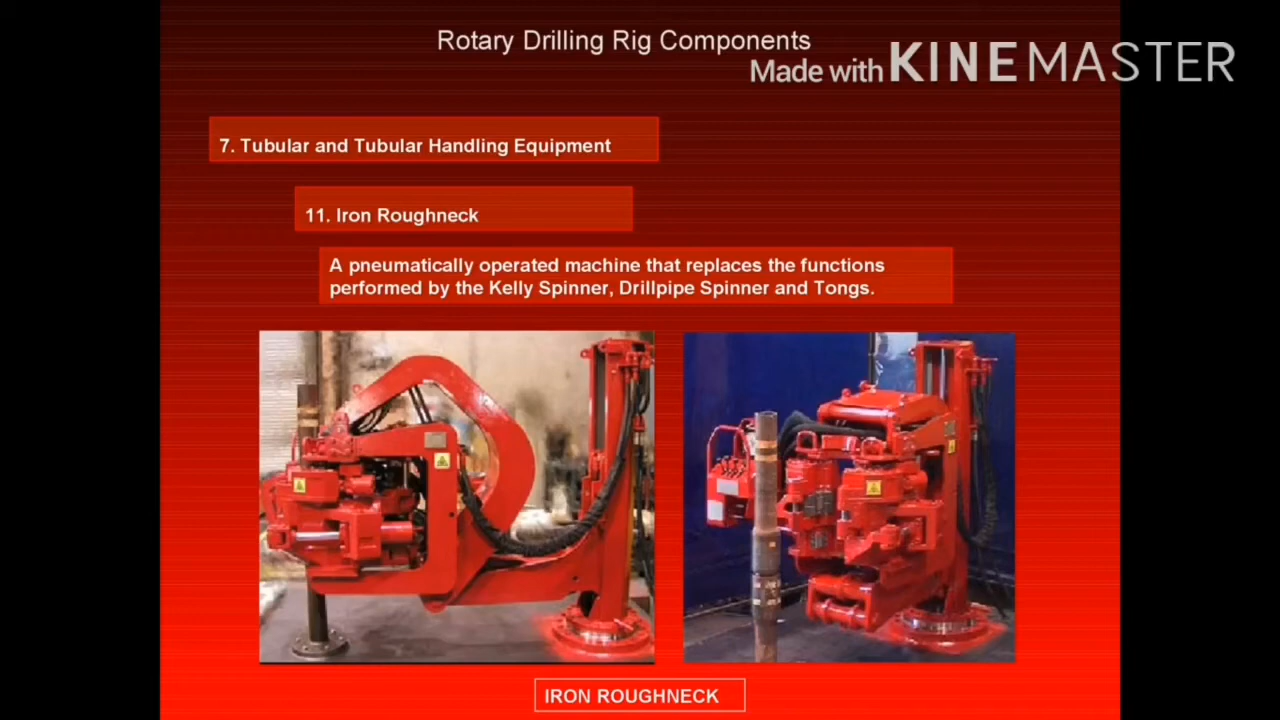 Rotary Drilling Rig Components
Made with KINEMASTER
7. Tubular and Tubular Handling Equipment
11. Iron Roughneck
A pneumatically operated machine that replaces the functions
performed by the Kelly Spinner, Drillpipe Spinner and Tongs.
IRON ROUGHNECK